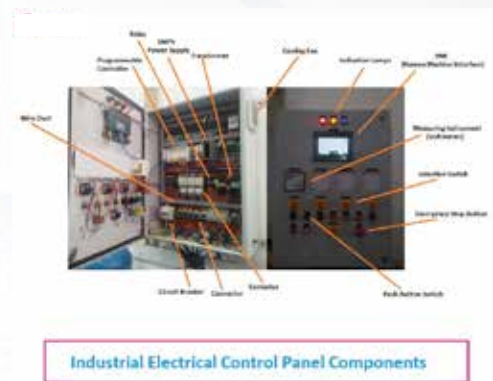 Relay
SMPS
Power Supply
Transformer
Programmable
Controller
Cooling Fan
Indication Lamps
HMI
(Human Machine Interface)
Wire Duct
Measuring Instrument
(voltmeter)
Selection Switch
Emergency Stop Button
Push Button Switch
Contactor
Connector
Circuit Breaker
Industrial Electrical Control Panel Components